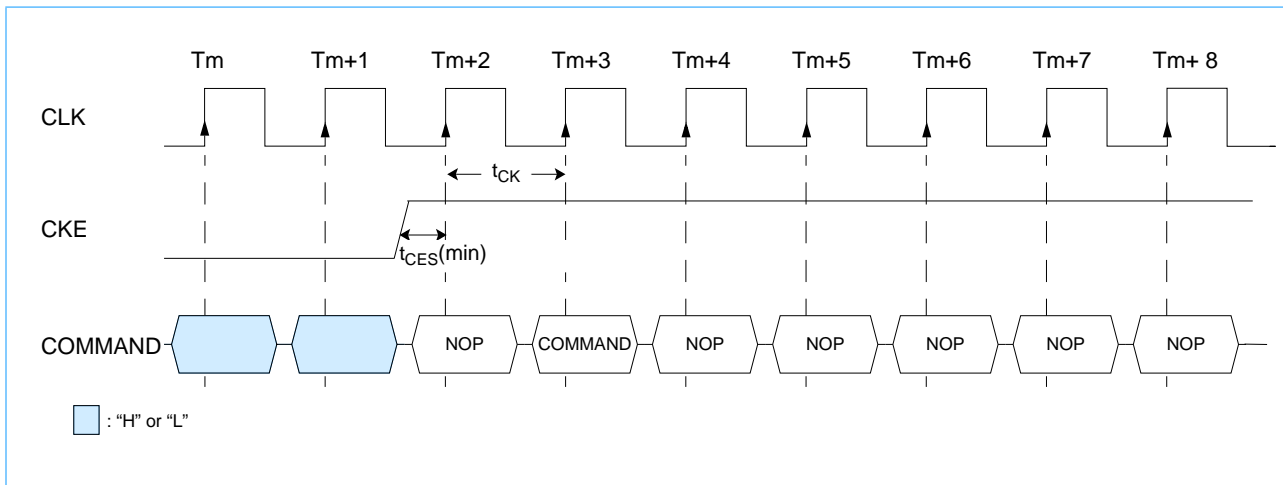 Tm Tm+1 Tm+2 Tm+3 Tm+4 Tm+5 Tm+6 Tm+7 Tm+ 8
CLK
tCK
CKE
tCES(min)
COMMAND NOP COMMAND NOP NOP NOP NOP NOP
: “H” or “L”